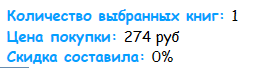 Количество выбранных книг: 1
Цена покупки: 274 руб
Скидка составила: 0%